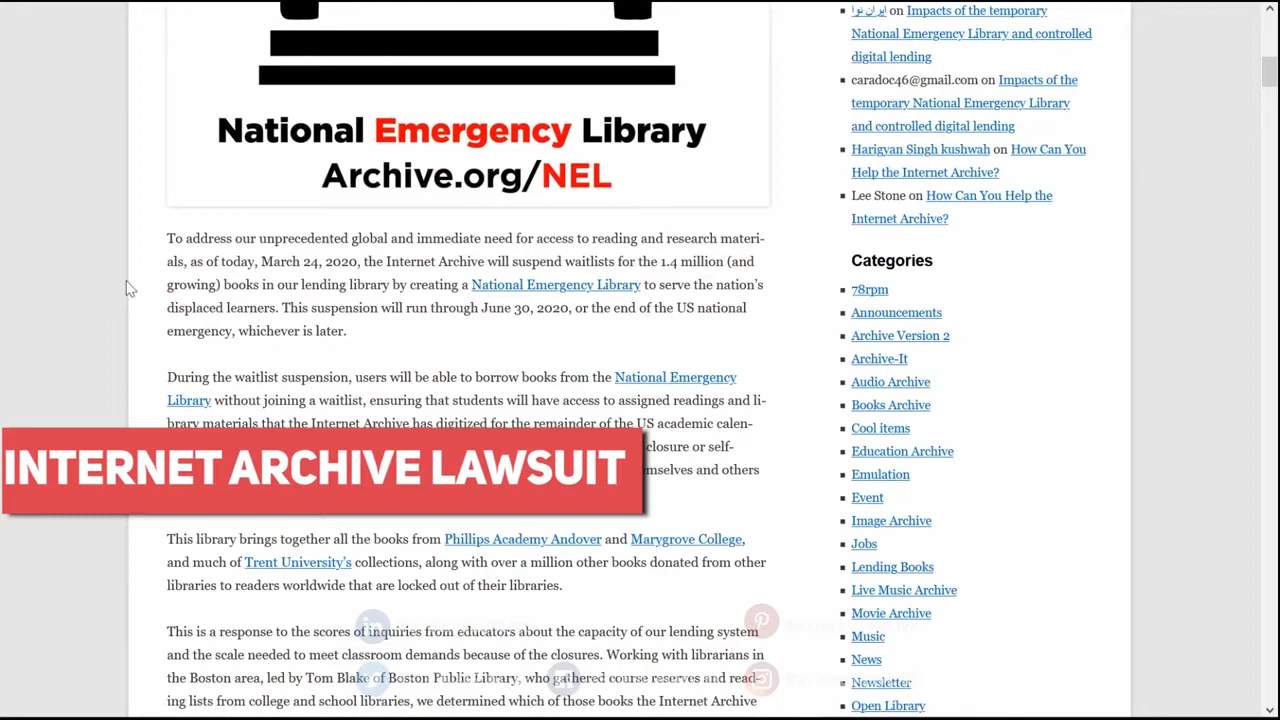 National Emergency Library
Archive.org/NEL
To address our unprecedented global and immediate need for access to reading and research materi-
als, as of today, March 24, 2020, the Internet Archive will suspend waitlists for the 1.4 million (and
growing) books in our lending library by creating a National Emergency Library to serve the nation's
displaced learners. This suspension will run through June 30, 2020, or the end of the US national
emergency, whichever is later.
During the waitlist suspension, users will be able to borrow books from the National Emergency
Library without joining a waitlist, ensuring that students will have access to assigned readings and li-
brary materials that the Internet Archive has digitized for the remainder of the US academic calen-
closure or self-
mselves and others
INTERNET ARCHIVE LAWSUIT
This library brings together all the books from Phillips Academy Andover and Marygrove College,
and much of Trent University's collections, along with over a million other books donated from other
libraries to readers worldwide that are locked out of their libraries.
This is a response to the scores of inquiries from educators about the capacity of our lending system
and the scale needed to meet classroom demands because of the closures. Working with librarians in
the Boston area, led by Tom Blake of Boston Public Library, who gathered course reserves and read-
ing lists from college and school libraries, we determined which of those books the Internet Archive
ایران نوا on Impacts of the temporary
National Emergency Library and controlled
digital lending
caradoc46@gmail.com on Impacts of the
temporary National Emergency Library
and controlled digital lending
Harigyan Singh kushwah on How Can You
Help the Internet Archive?
Lee Stone on How Can You Help the
Internet Archive?
Categories
78rpm
Announcements
Archive Version 2
Archive-It
Audio Archive
Books Archive
Cool items
Education Archive
Emulation
Event
Image Archive
Jobs
Lending Books
Live Music Archive
Movie Archive
Music
News
Newsletter
Open Library